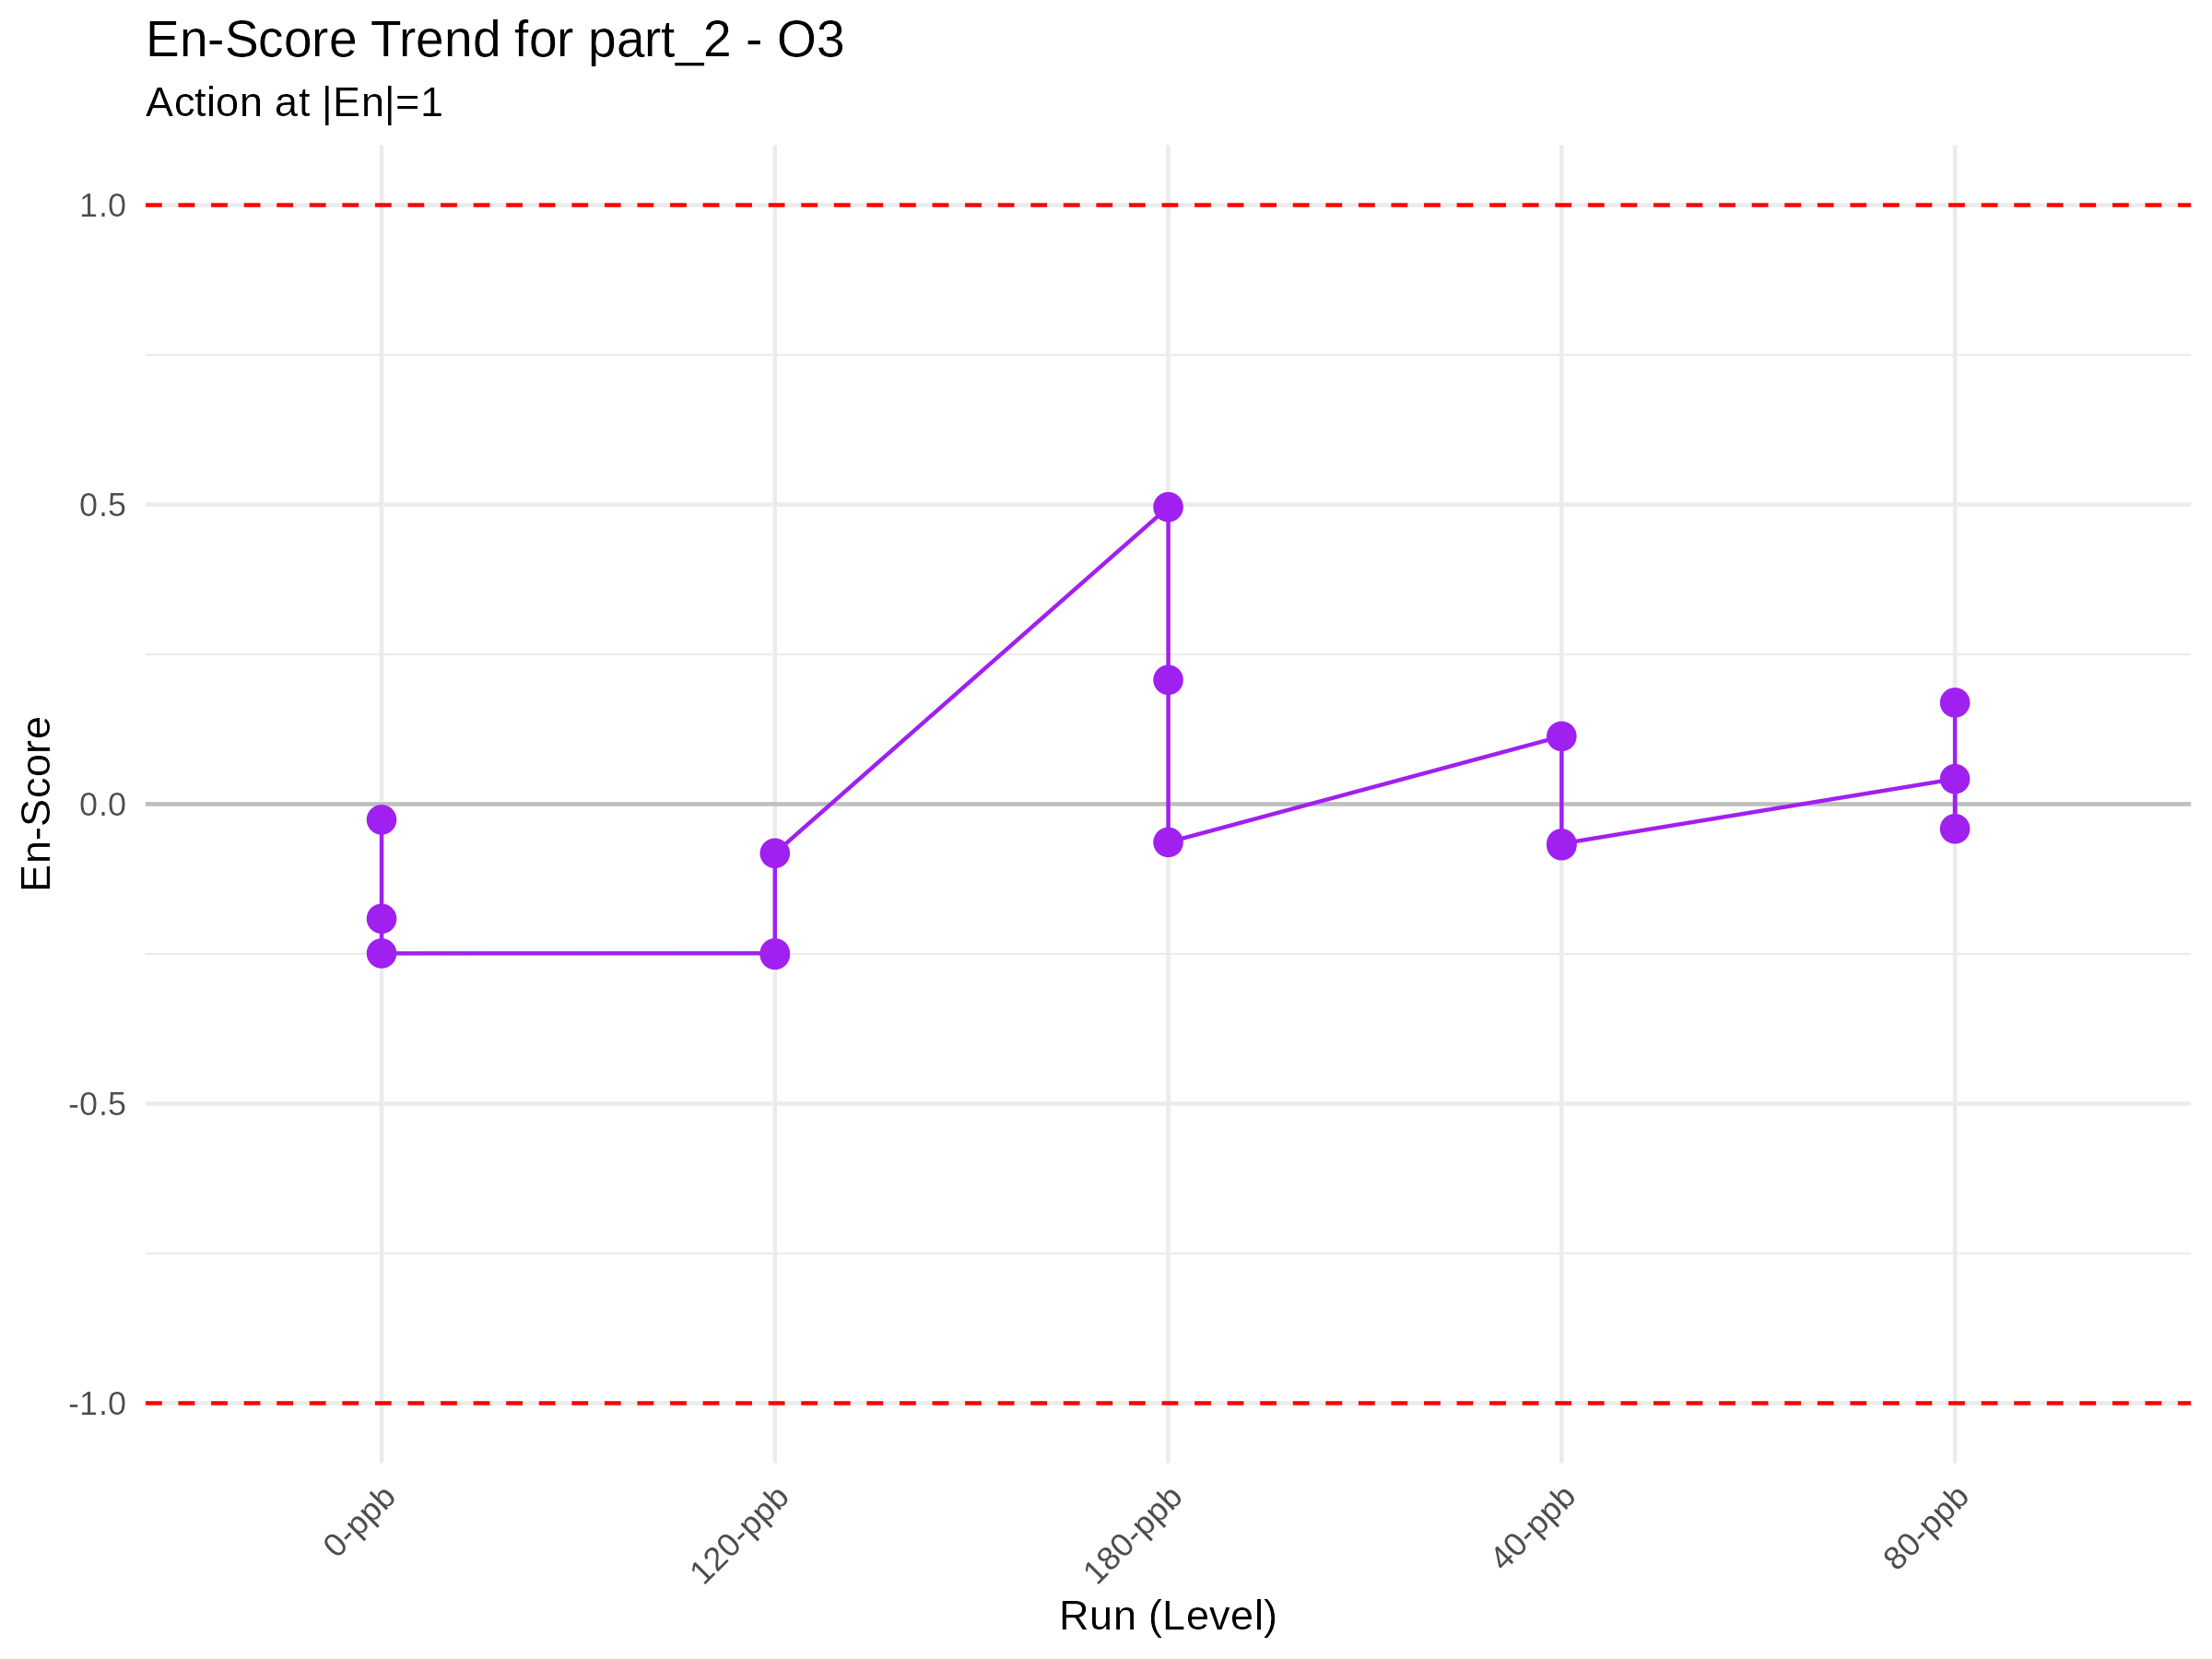 En-Score Trend for part_2 - O3
Action at |En|=1
1.0
0.5
0.0
-0.5
-1.0
En-Score
0-ppb
120-ppb
180-ppb
40-ppb
80-ppb
Run (Level)